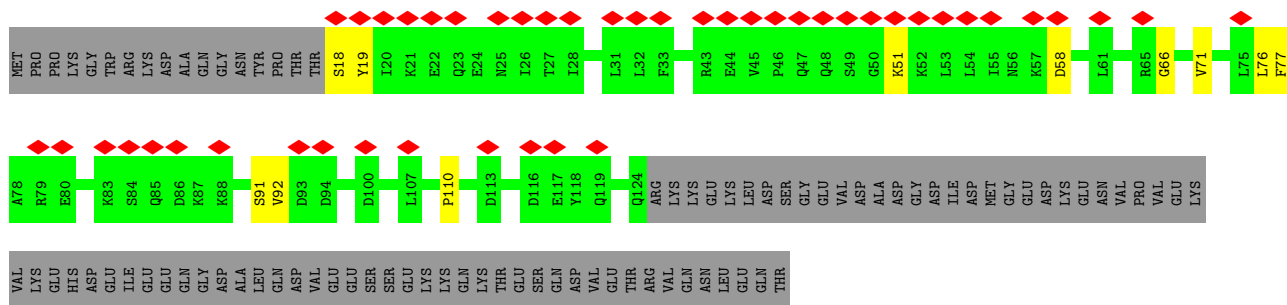 MET PRO PRO LYS GLY TRP ARG LYS ASP ALA GLN GLY ASN TYR PRO THR THR S18 Y19 I20 K21 E22 Q23 E24 N25 I26 T27 I28 L31 L32 F33 R43 E44 V45 P46 Q47 Q48 S49 G50 K51 K52 L53 L54 I55 N56 K57 D58 L61 R65 G66 V71 L75 L76 F77
A78 R79 E80 K83 S84 Q85 D86 K87 K88 S91 V92 D93 D94 D100 L107 P110 D113 D116 E117 Y118 Q119 Q124 ARG LYS LYS GLU LYS LEU ASP SER GLY GLU VAL ASP ALA ASP GLY ASP ILE ASP MET GLY GLU ASP LYS GLU ASN VAL PRO VAL GLU LYS
VAL LYS GLU HIS ASP GLU ILE GLU GLU GLN GLY ASP ALA LEU GLN ASP VAL GLU GLU SER SER GLU LYS LYS GLN LYS THR GLU SER GLN ASP VAL GLU THR ARG VAL GLN ASN LEU GLU GLN THR